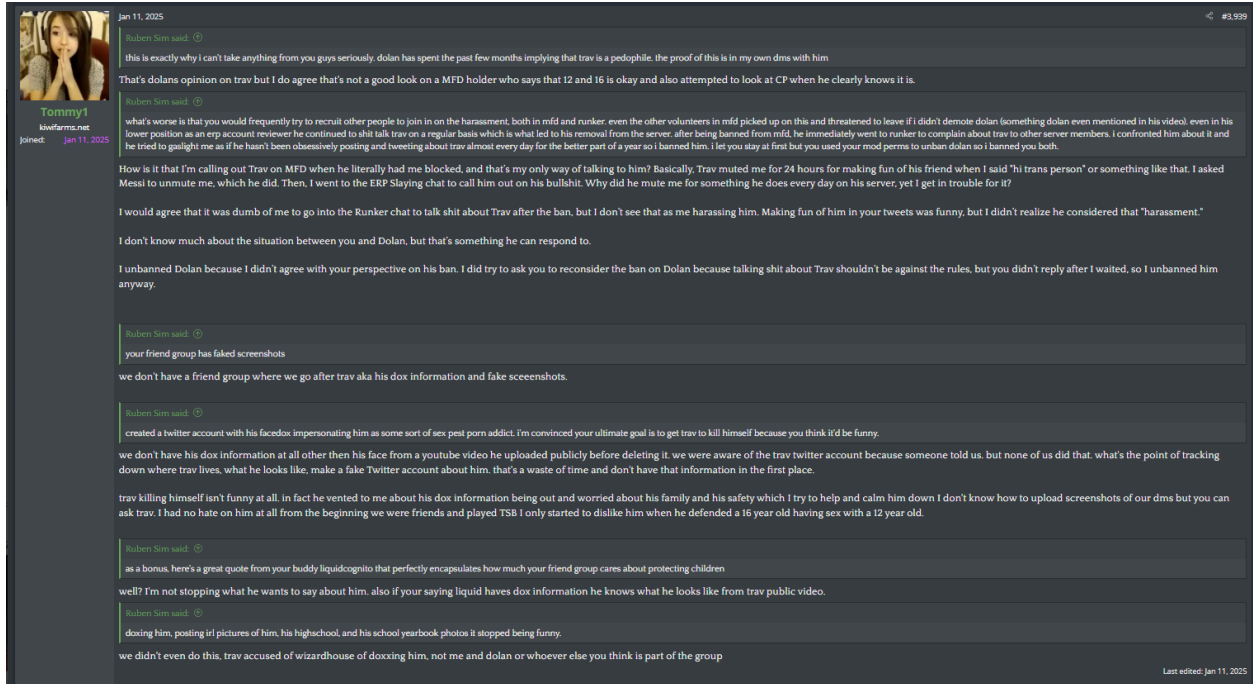 Jan 11, 2025
#3,939
Tommy1
kiwifarms.net
Joined: Jan 11, 2025
Ruben Sim said:
this is exactly why i can't take anything from you guys seriously. dolan has spent the past few months implying that trav is a pedophile. the proof of this is in my own dms with him
That's dolans opinion on trav but I do agree that's not a good look on a MFD holder who says that 12 and 16 is okay and also attempted to look at CP when he clearly knows it is.
Ruben Sim said:
what's worse is that you would frequently try to recruit other people to join in on the harassment, both in mfd and runker. even the other volunteers in mfd picked up on this and threatened to leave if i didn't demote dolan (something dolan even mentioned in his video). even in his
lower position as an erp account reviewer he continued to shit talk trav on a regular basis which is what led to his removal from the server. after being banned from mfd, he immediately went to runker to complain about trav to other server members. i confronted him about it and
he tried to gaslight me as if he hasn't been obsessively posting and tweeting about trav almost every day for the better part of a year so i banned him. i let you stay at first but you used your mod perms to unban dolan so i banned you both.
How is it that I'm calling out Trav on MFD when he literally had me blocked, and that's my only way of talking to him? Basically, Trav muted me for 24 hours for making fun of his friend when I said "hi trans person" or something like that. I asked
Messi to unmute me, which he did. Then, I went to the ERP Slaying chat to call him out on his bullshit. Why did he mute me for something he does every day on his server, yet I get in trouble for it?
I would agree that it was dumb of me to go into the Runker chat to talk shit about Trav after the ban, but I don't see that as me harassing him. Making fun of him in your tweets was funny, but I didn't realize he considered that "harassment."
I don't know much about the situation between you and Dolan, but that's something he can respond to.
I unbanned Dolan because I didn't agree with your perspective on his ban. I did try to ask you to reconsider the ban on Dolan because talking shit about Trav shouldn't be against the rules, but you didn't reply after I waited, so I unbanned him
anyway.
Ruben Sim said:
your friend group has faked screenshots
we don't have a friend group where we go after trav aka his dox information and fake sceeenshots.
Ruben Sim said:
created a twitter account with his facedox impersonating him as some sort of sex pest porn addict. i'm convinced your ultimate goal is to get trav to kill himself because you think it'd be funny.
we don't have his dox information at all other then his face from a youtube video he uploaded publicly before deleting it. we were aware of the trav twitter account because someone told us. but none of us did that. what's the point of tracking
down where trav lives, what he looks like, make a fake Twitter account about him. that's a waste of time and don't have that information in the first place.
trav killing himself isn't funny at all. in fact he vented to me about his dox information being out and worried about his family and his safety which I try to help and calm him down I don't know how to upload screenshots of our dms but you can
ask trav. I had no hate on him at all from the beginning we were friends and played TSB I only started to dislike him when he defended a 16 year old having sex with a 12 year old.
Ruben Sim said:
as a bonus, here's a great quote from your buddy liquidcognito that perfectly encapsulates how much your friend group cares about protecting children
well? I'm not stopping what he wants to say about him. also if your saying liquid haves dox information he knows what he looks like from trav public video.
Ruben Sim said:
doxing him, posting irl pictures of him, his highschool, and his school yearbook photos it stopped being funny.
we didn't even do this, trav accused of wizardhouse of doxxing him, not me and dolan or whoever else you think is part of the group
Last edited: Jan 11, 2025